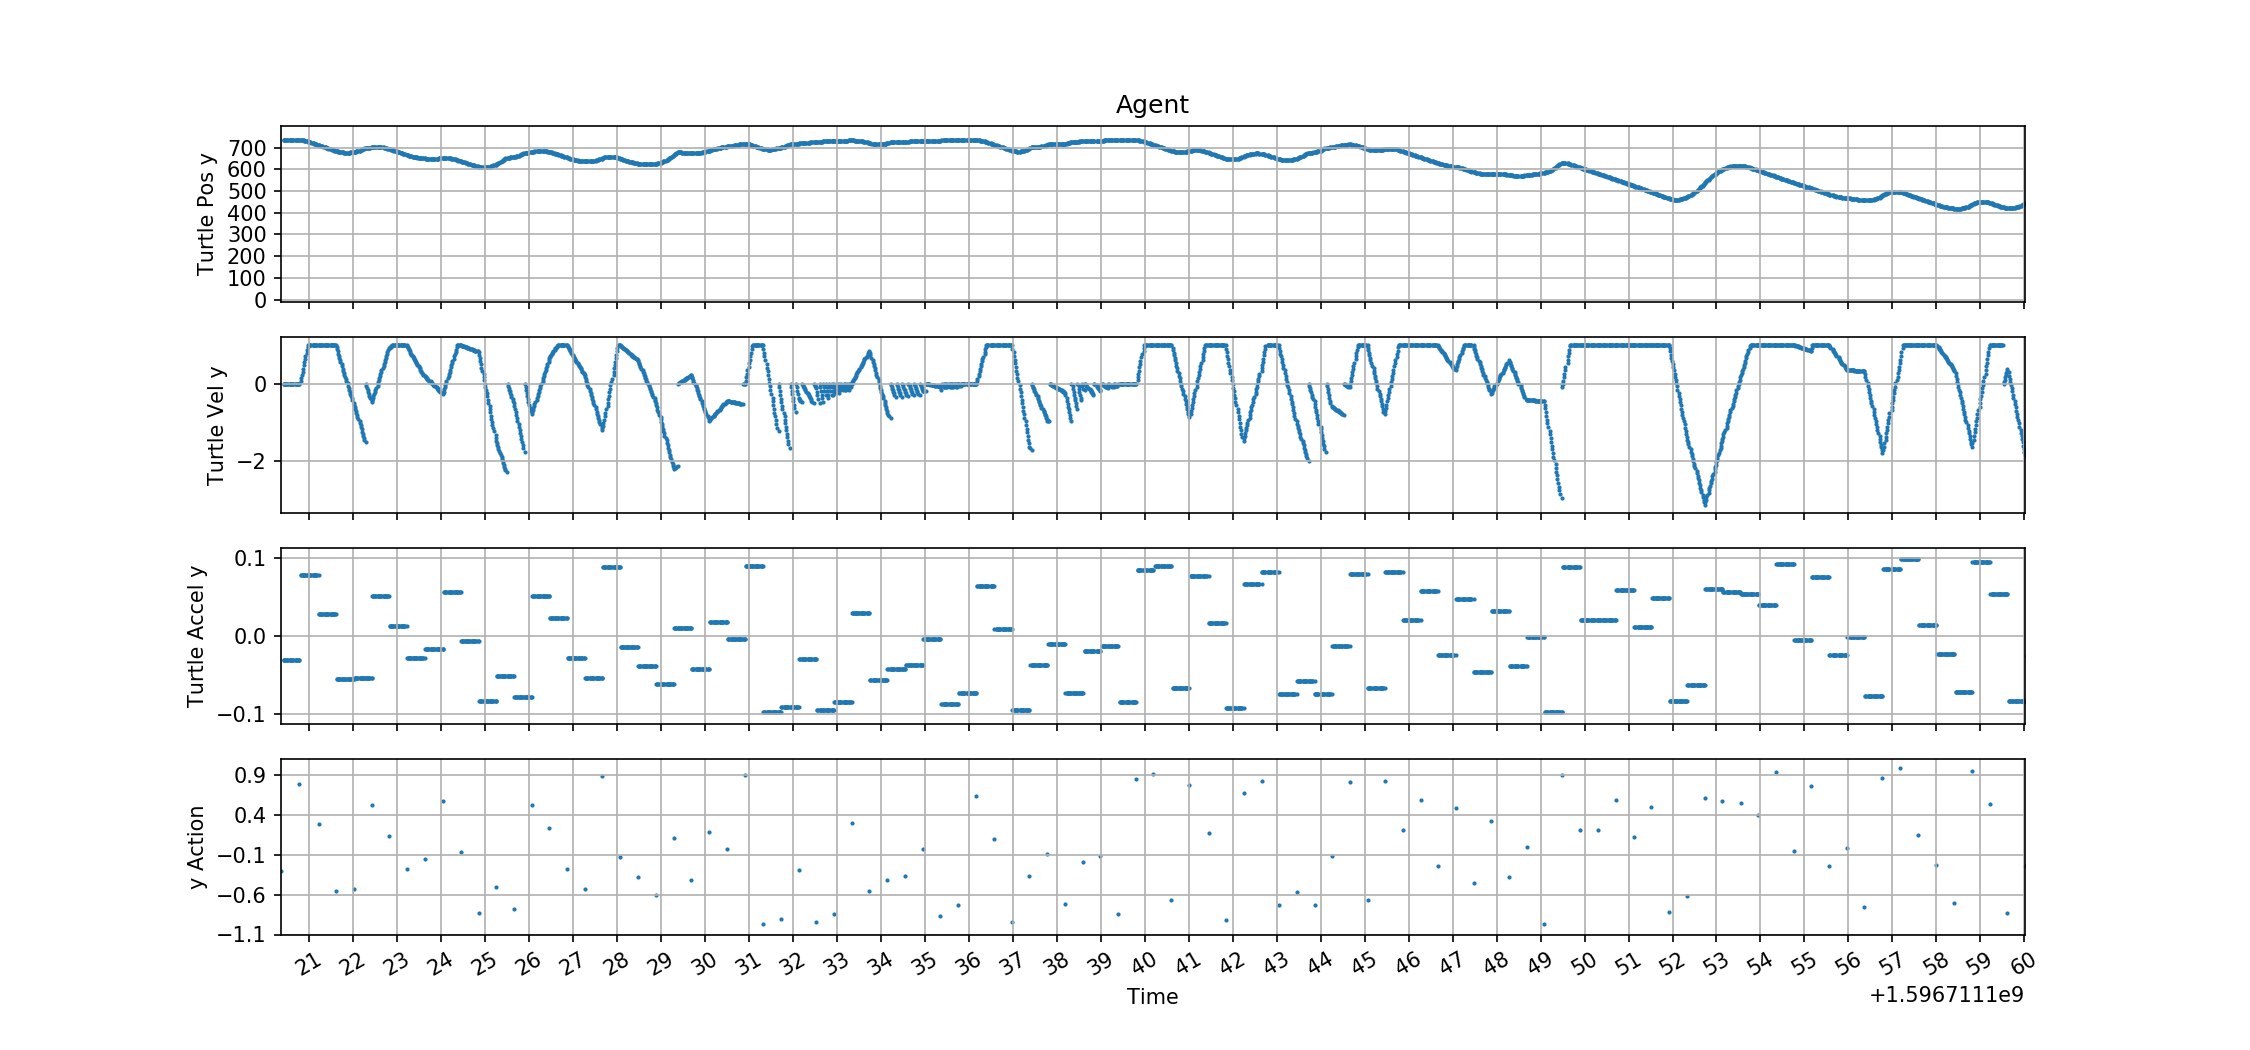 Agent
Turtle Pos y
700
600
500
400
300
200
100
0
Turtle Vel y
0
−2
Turtle Accel y
0.1
0.0
−0.1
y Action
0.9
0.4
−0.1
−0.6
−1.1
21 22 23 24 25 26 27 28 29 30 31 32 33 34 35 36 37 38 39 40 41 42 43 44 45 46 47 48 49 50 51 52 53 54 55 56 57 58 59 60
Time
+1.5967111e9